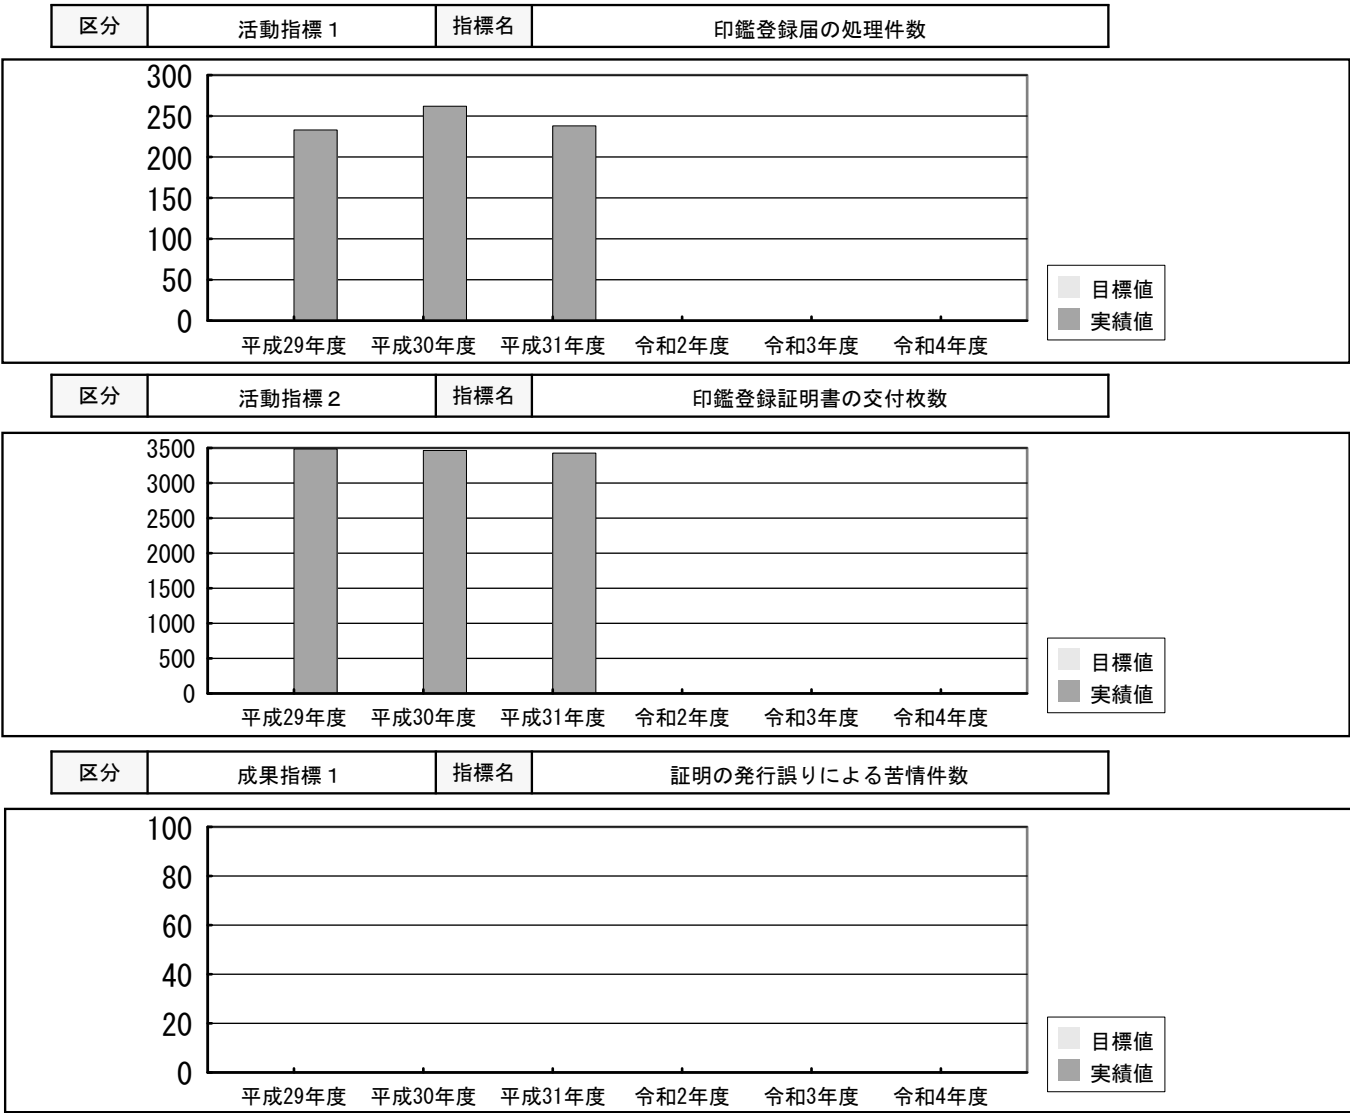 区分 活動指標１ 指標名 印鑑登録届の処理件数
300
250
200
150
100
50
0
平成29年度 平成30年度 平成31年度 令和2年度 令和3年度 令和4年度
目標値
実績値
区分 活動指標２ 指標名 印鑑登録証明書の交付枚数
3500
3000
2500
2000
1500
1000
500
0
平成29年度 平成30年度 平成31年度 令和2年度 令和3年度 令和4年度
目標値
実績値
区分 成果指標１ 指標名 証明の発行誤りによる苦情件数
100
80
60
40
20
0
平成29年度 平成30年度 平成31年度 令和2年度 令和3年度 令和4年度
目標値
実績値